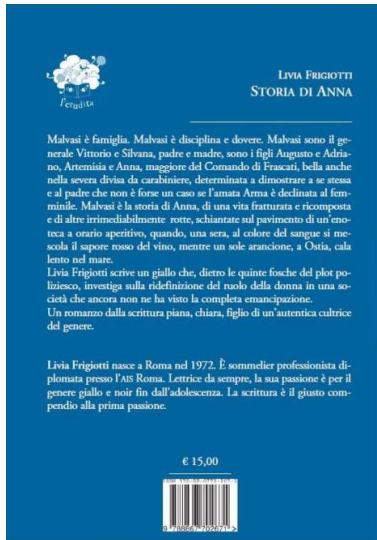 l'erudita
LIVIA FRIGIOTTI
STORIA DI ANNA
Malvasi è famiglia. Malvasi è disciplina e dovere. Malvasi sono il ge-
nerale Vittorio e Silvana, padre e madre, sono i figli Augusto e Adria-
no, Artemisia e Anna, maggiore del Comando di Frascati, bella anche
nella severa divisa da carabiniere, determinata a dimostrare a se stessa
e al padre che non è forse un caso se l'amata Arma è declinata al fem-
minile. Malvasi è la storia di Anna, di una vita fratturata e ricomposta
e di altre irrimediabilmente rotte, schiantate sul pavimento di un'eno-
teca a orario aperitivo, quando, una sera, al colore del sangue si me-
scola il sapore rosso del vino, mentre un sole arancione, a Ostia, cala
lento nel mare.
Livia Frigiotti scrive un giallo che, dietro le quinte fosche del plot po-
liziesco, investiga sulla ridefinizione del ruolo della donna in una so-
cietà che ancora non ne ha visto la completa emancipazione.
Un romanzo dalla scrittura piana, chiara, figlio di un'autentica cultrice
del genere.
Livia Frigiotti nasce a Roma nel 1972. È sommelier professionista di-
plomata presso l'AIS Roma. Lettrice da sempre, la sua passione è per il
genere giallo e noir fin dall'adolescenza. La scrittura è il giusto com-
pendio alla prima passione.
€ 15,00
9 788867 702671 >